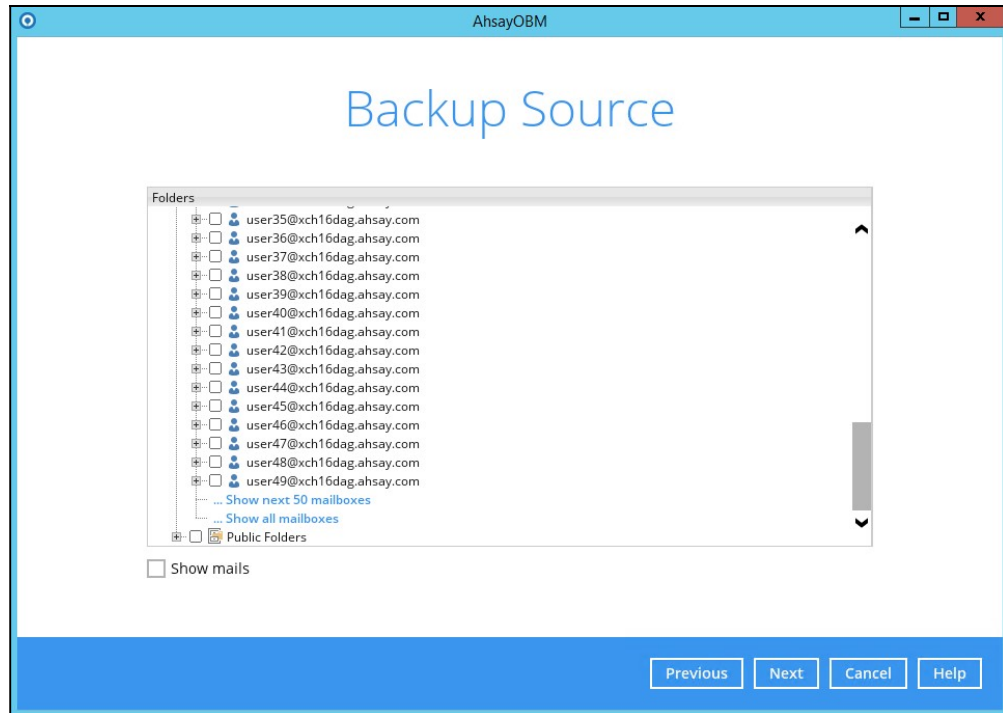 AhsayOBM
Backup Source
Folders
user35@xch16dag.ahsay.com
user36@xch16dag.ahsay.com
user37@xch16dag.ahsay.com
user38@xch16dag.ahsay.com
user39@xch16dag.ahsay.com
user40@xch16dag.ahsay.com
user41@xch16dag.ahsay.com
user42@xch16dag.ahsay.com
user43@xch16dag.ahsay.com
user44@xch16dag.ahsay.com
user45@xch16dag.ahsay.com
user46@xch16dag.ahsay.com
user47@xch16dag.ahsay.com
user48@xch16dag.ahsay.com
user49@xch16dag.ahsay.com
... Show next 50 mailboxes
... Show all mailboxes
Public Folders
Show mails
Previous Next Cancel Help